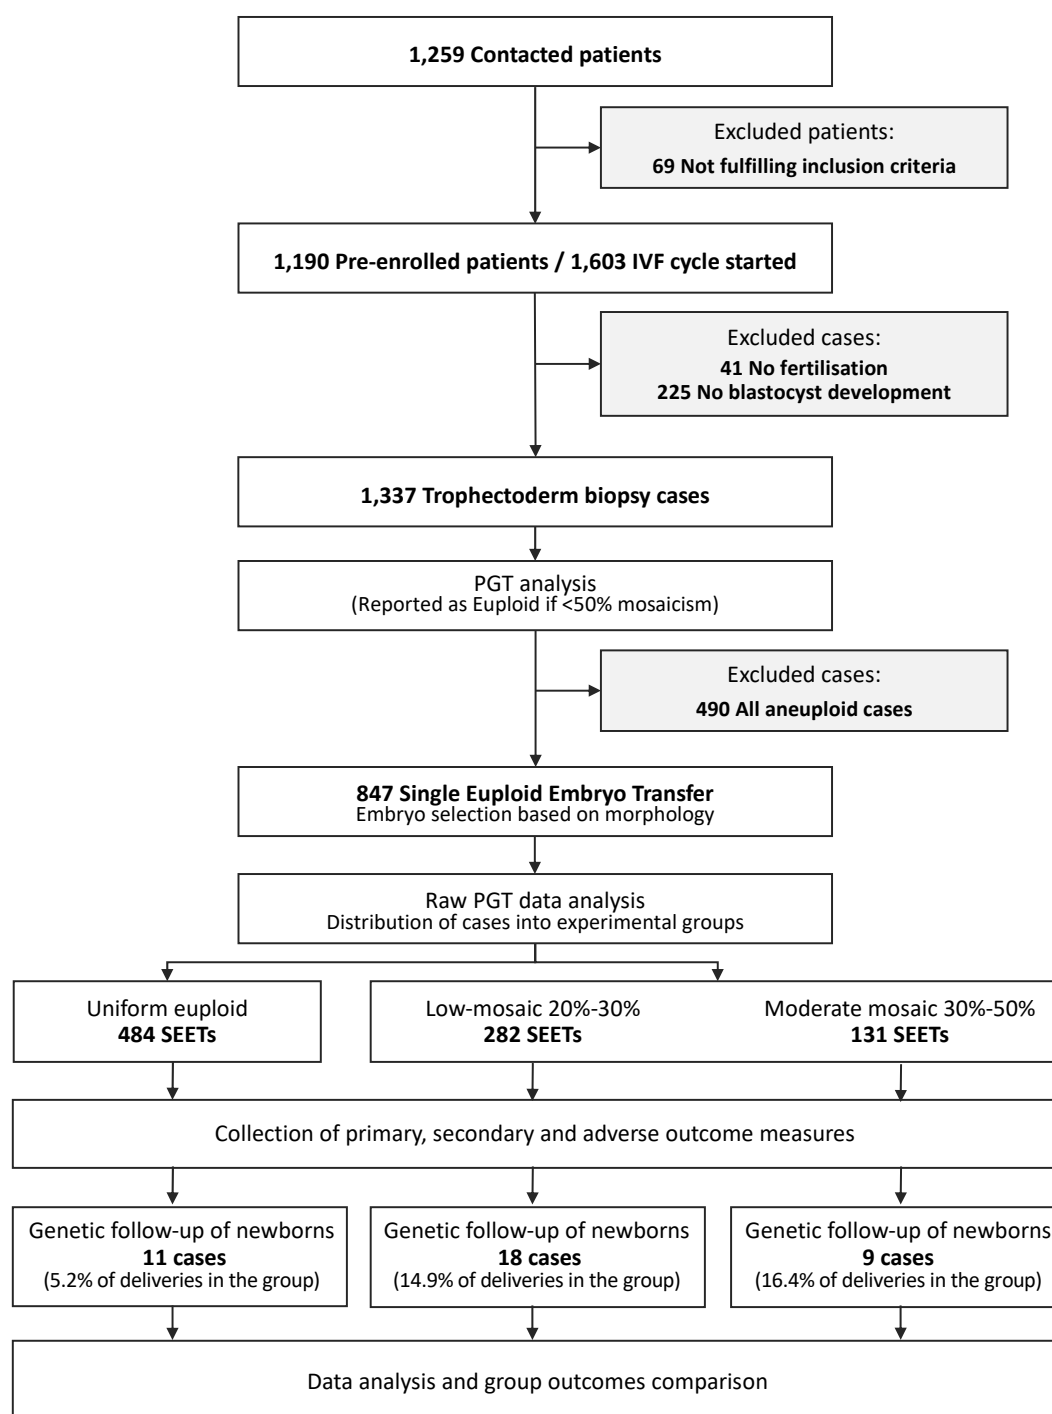 1,259 Contacted patients
Excluded patients:
69 Not fulfilling inclusion criteria
1,190 Pre-enrolled patients / 1,603 IVF cycle started
Excluded cases:
41 No fertilisation
225 No blastocyst development
1,337 Trophectoderm biopsy cases
PGT analysis
(Reported as Euploid if <50% mosaicism)
Excluded cases:
490 All aneuploid cases
847 Single Euploid Embryo Transfer
Embryo selection based on morphology
Raw PGT data analysis
Distribution of cases into experimental groups
Uniform euploid
484 SEETs
Low-mosaic 20%-30%
282 SEETs
Moderate mosaic 30%-50%
131 SEETs
Collection of primary, secondary and adverse outcome measures
Genetic follow-up of newborns
11 cases
(5.2% of deliveries in the group)
Genetic follow-up of newborns
18 cases
(14.9% of deliveries in the group)
Genetic follow-up of newborns
9 cases
(16.4% of deliveries in the group)
Data analysis and group outcomes comparison